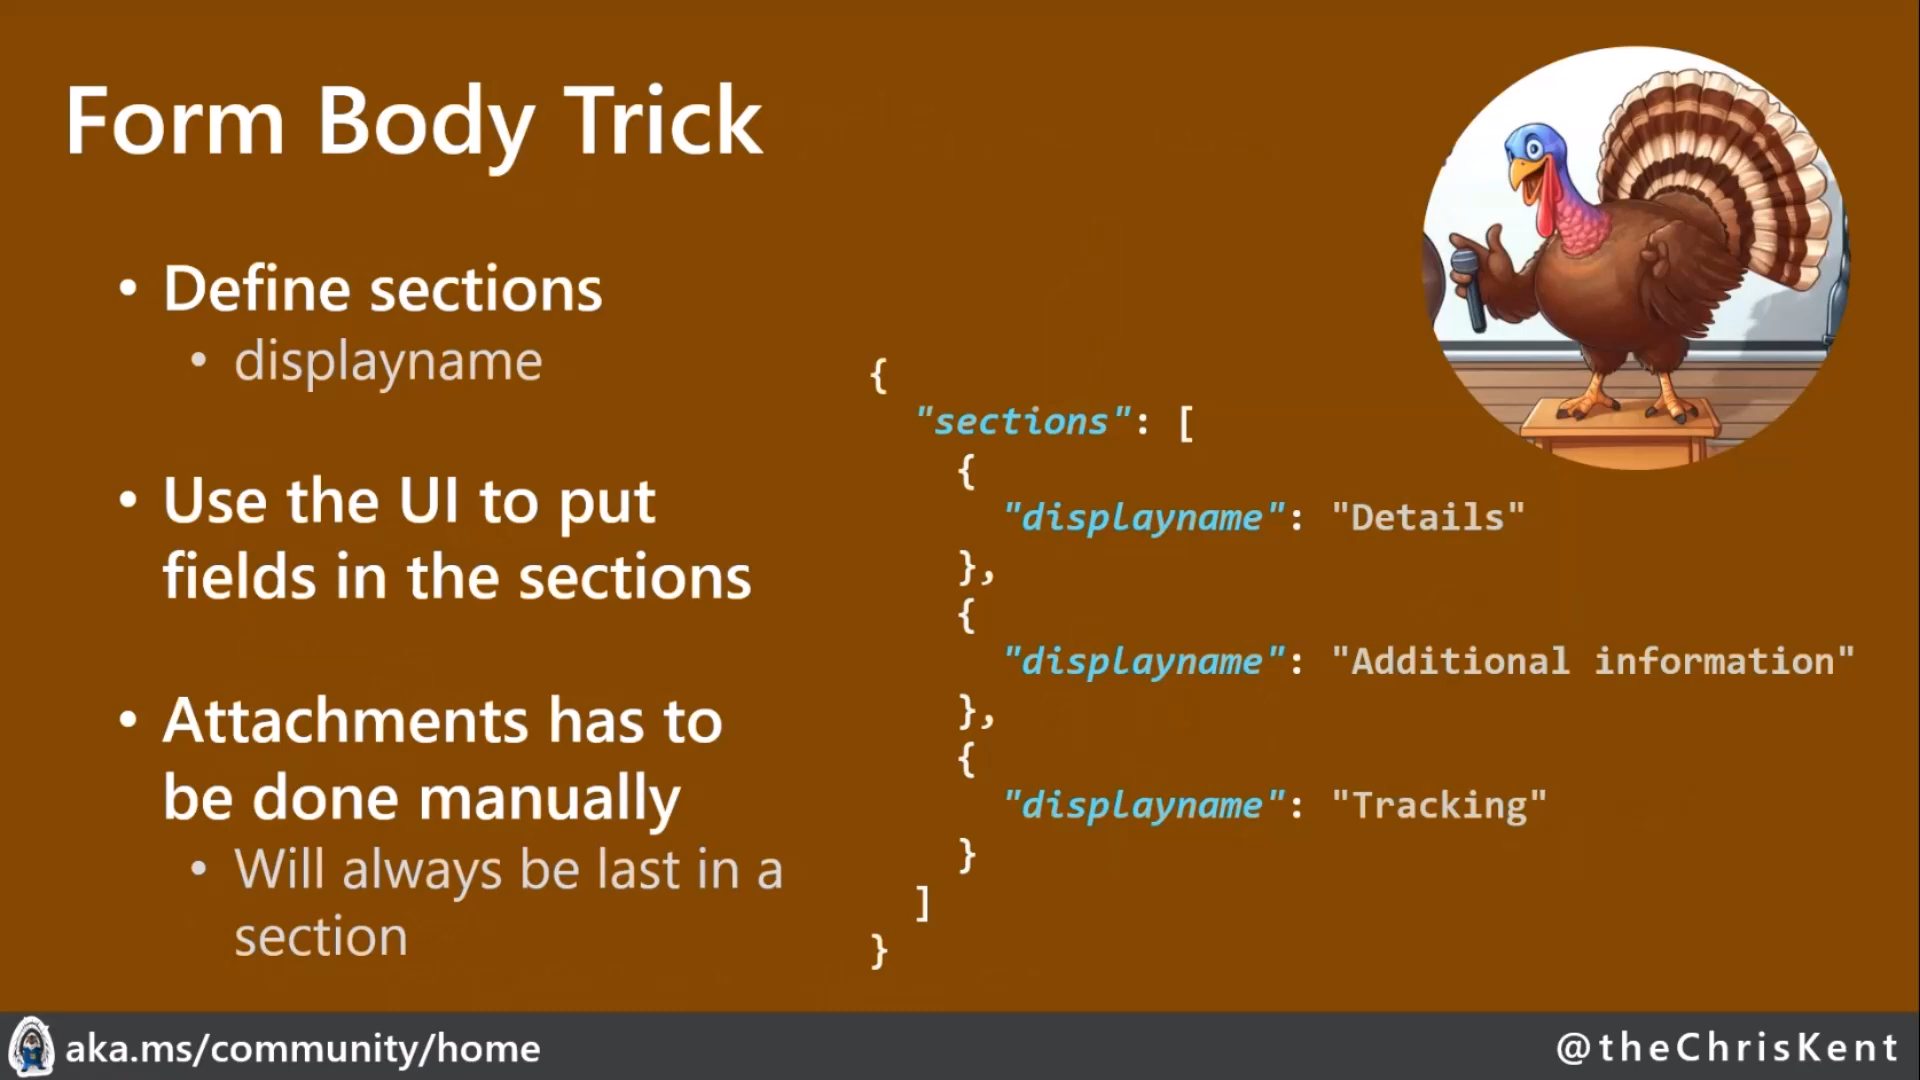 Form Body Trick
• Define sections
• displayname
• Use the UI to put
fields in the sections
• Attachments has to
be done manually
• Will always be last in a
section
{
"sections": [
{
"displayname": "Details"
},
{
"displayname": "Additional information"
},
{
"displayname": "Tracking"
}
]
}
aka.ms/community/home
@theChrisKent